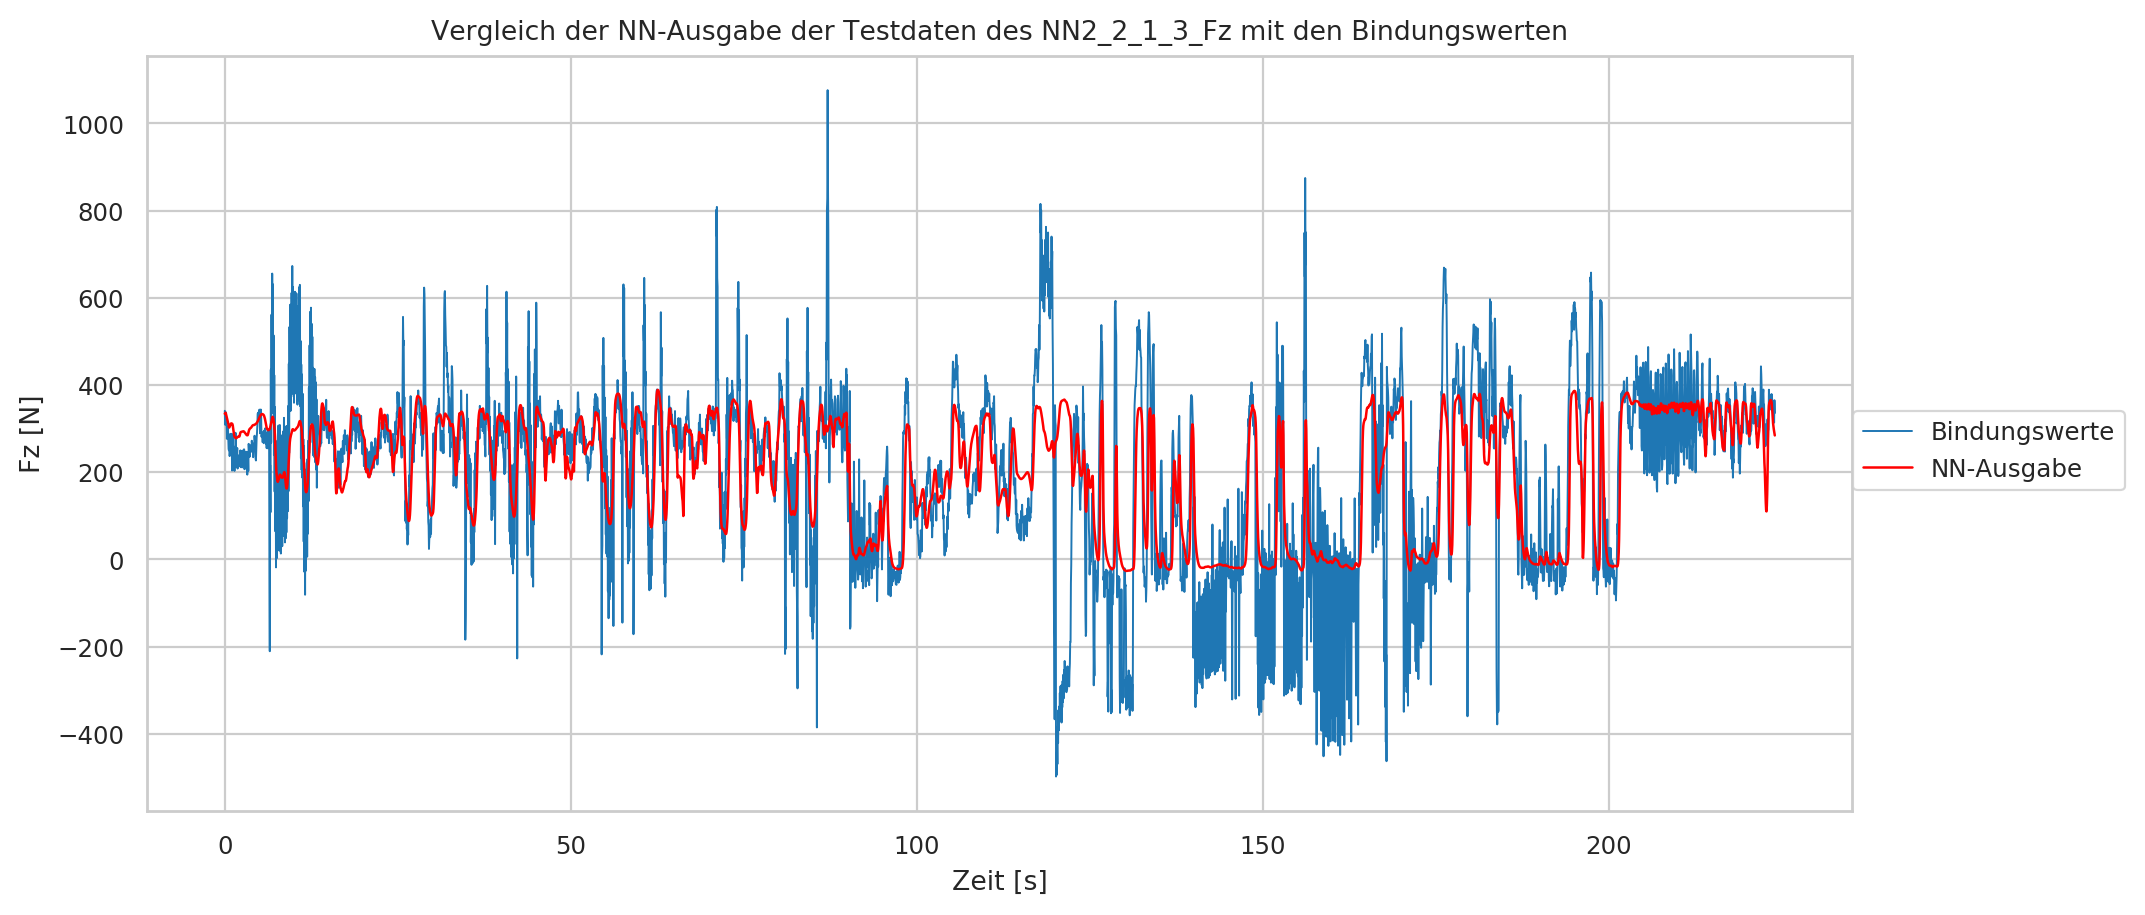 Vergleich der NN-Ausgabe der Testdaten des NN2_2_1_3_Fz mit den Bindungswerten
Fz [N]
1000
800
600
400
200
0
−200
−400
0
50
100
150
200
Zeit [s]
Bindungswerte
NN-Ausgabe